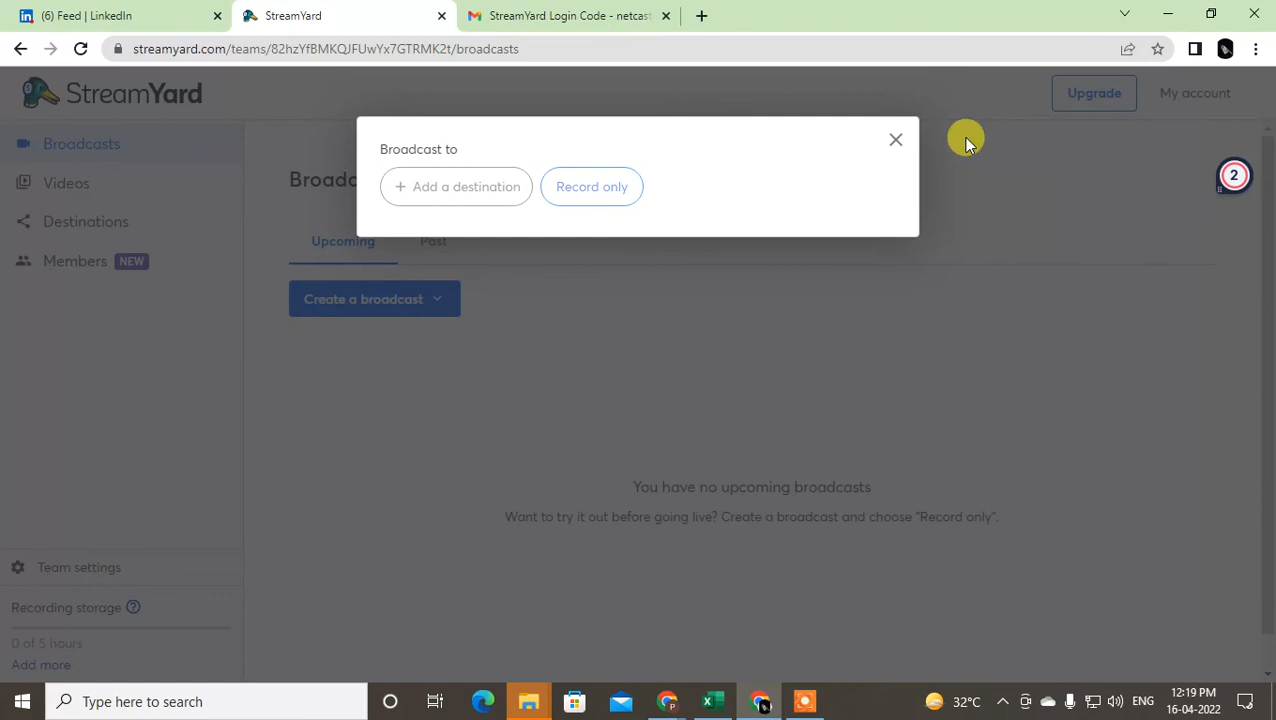 (6) Feed | LinkedIn
StreamYard
StreamYard Login Code - netcast
streamyard.com/teams/82hzYfBMKQJFUwYx7GTRMK2t/broadcasts
StreamYard
Upgrade
My account
Broadcasts
Videos
Destinations
Members NEW
Broadc
Broadcast to
+ Add a destination
Record only
2
Upcoming
Past
Create a broadcast
You have no upcoming broadcasts
Want to try it out before going live? Create a broadcast and choose "Record only".
Team settings
Recording storage ?
0 of 5 hours
Add more
Type here to search
32°C
ENG
12:19 PM
16-04-2022